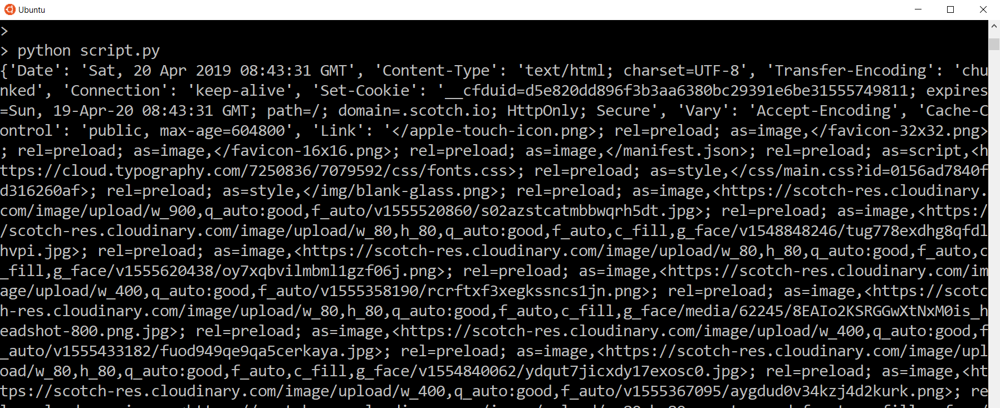 Ubuntu
>
> python script.py
{'Date': 'Sat, 20 Apr 2019 08:43:31 GMT', 'Content-Type': 'text/html; charset=UTF-8', 'Transfer-Encoding': 'chu
nked', 'Connection': 'keep-alive', 'Set-Cookie': '__cfduid=d5e820dd896f3b3aa6380bc29391e6be31555749811; expires
=Sun, 19-Apr-20 08:43:31 GMT; path=/; domain=.scotch.io; HttpOnly; Secure', 'Vary': 'Accept-Encoding', 'Cache-C
ontrol': 'public, max-age=604800', 'Link': '</apple-touch-icon.png>; rel=preload; as=image,</favicon-32x32.png>
; rel=preload; as=image,</favicon-16x16.png>; rel=preload; as=image,</manifest.json>; rel=preload; as=script,<h
ttps://cloud.typography.com/7250836/7079592/css/fonts.css>; rel=preload; as=style,</css/main.css?id=0156ad7840f
d316260af>; rel=preload; as=style,</img/blank-glass.png>; rel=preload; as=image,<https://scotch-res.cloudinary.
com/image/upload/w_900,q_auto:good,f_auto/v1555520860/s02azstcatmbbwqrh5dt.jpg>; rel=preload; as=image,<https:/
/scotch-res.cloudinary.com/image/upload/w_80,h_80,q_auto:good,f_auto,c_fill,g_face/v1548848246/tug778exdhg8qfdl
hvpi.jpg>; rel=preload; as=image,<https://scotch-res.cloudinary.com/image/upload/w_80,h_80,q_auto:good,f_auto,c
_fill,g_face/v1555620438/oy7xqbvilmbml1gzf06j.png>; rel=preload; as=image,<https://scotch-res.cloudinary.com/im
age/upload/w_400,q_auto:good,f_auto/v1555358190/rcrftxf3xegkssncs1jn.png>; rel=preload; as=image,<https://scotc
h-res.cloudinary.com/image/upload/w_80,h_80,q_auto:good,f_auto,c_fill,g_face/media/62245/8EAIo2KSRGGwXtNxM0is_h
eadshot-800.png.jpg>; rel=preload; as=image,<https://scotch-res.cloudinary.com/image/upload/w_400,q_auto:good,f
_auto/v1555433182/fuod949qe9qa5cerkaya.jpg>; rel=preload; as=image,<https://scotch-res.cloudinary.com/image/upl
oad/w_80,h_80,q_auto:good,f_auto,c_fill,g_face/v1554840062/ydqut7jicxdy17exosc0.jpg>; rel=preload; as=image,<ht
tps://scotch-res.cloudinary.com/image/upload/w_400,q_auto:good,f_auto/v1555367095/aygdud0v34kzj4d2kurk.png>; re